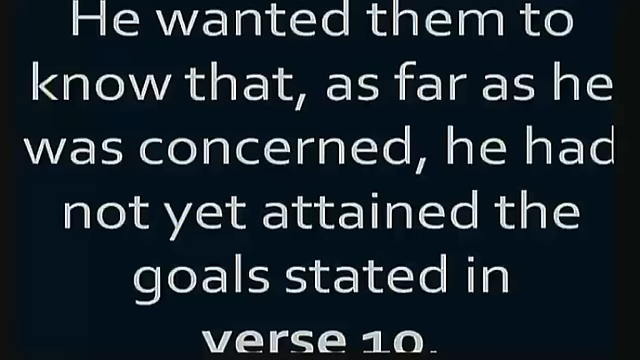 He wanted them to
know that, as far as he
was concerned, he had
not yet attained the
goals stated in
verse 10.